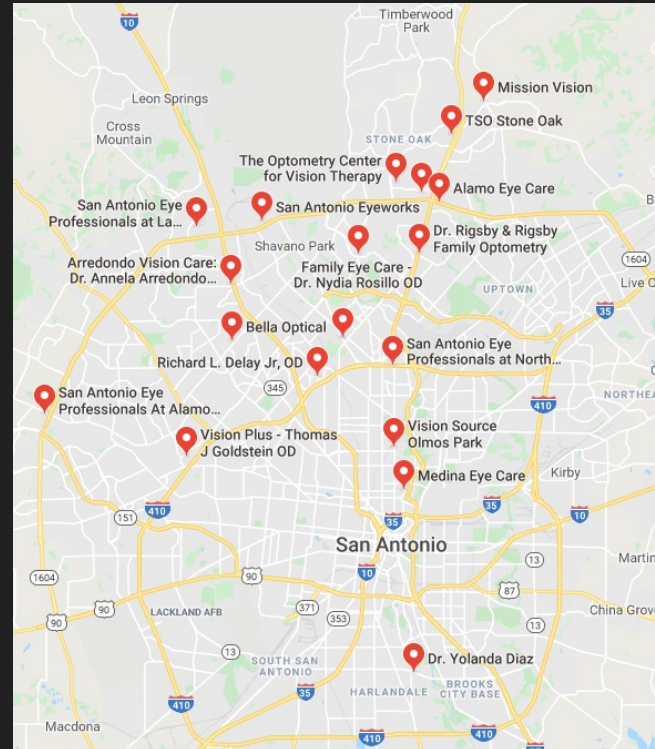 Timberwood
Park
10
Leon Springs
Mission Vision
Cross
Mountain
TSO Stone Oak
STONE OAK
The Optometry Center
for Vision Therapy
Alamo Eye Care
San Antonio Eye
Professionals at La...
San Antonio Eyeworks
Dr. Rigsby & Rigsby
Family Optometry
Shavano Park
Arredondo Vision Care:
Dr. Annela Arredondo...
Family Eye Care -
Dr. Nydia Rosillo OD
1604
Live O
UPTOWN
35
Bella Optical
San Antonio Eye
Professionals at North...
Richard L. Delay Jr, OD
345
San Antonio Eye
Professionals At Alamo...
NORTHEA
410
Vision Source
Olmos Park
Vision Plus - Thomas
J Goldstein OD
Medina Eye Care
Kirby
410
151
35
35
10
San Antonio
13
Martin
10
1604
90
90
87
90
LACKLAND AFB
371
353
China Grov
13
13
Dr. Yolanda Diaz
SOUTH SAN
ANTONIO
35
HARLANDALE
BROOKS
CITY BASE
410
37
Macdona
410
410